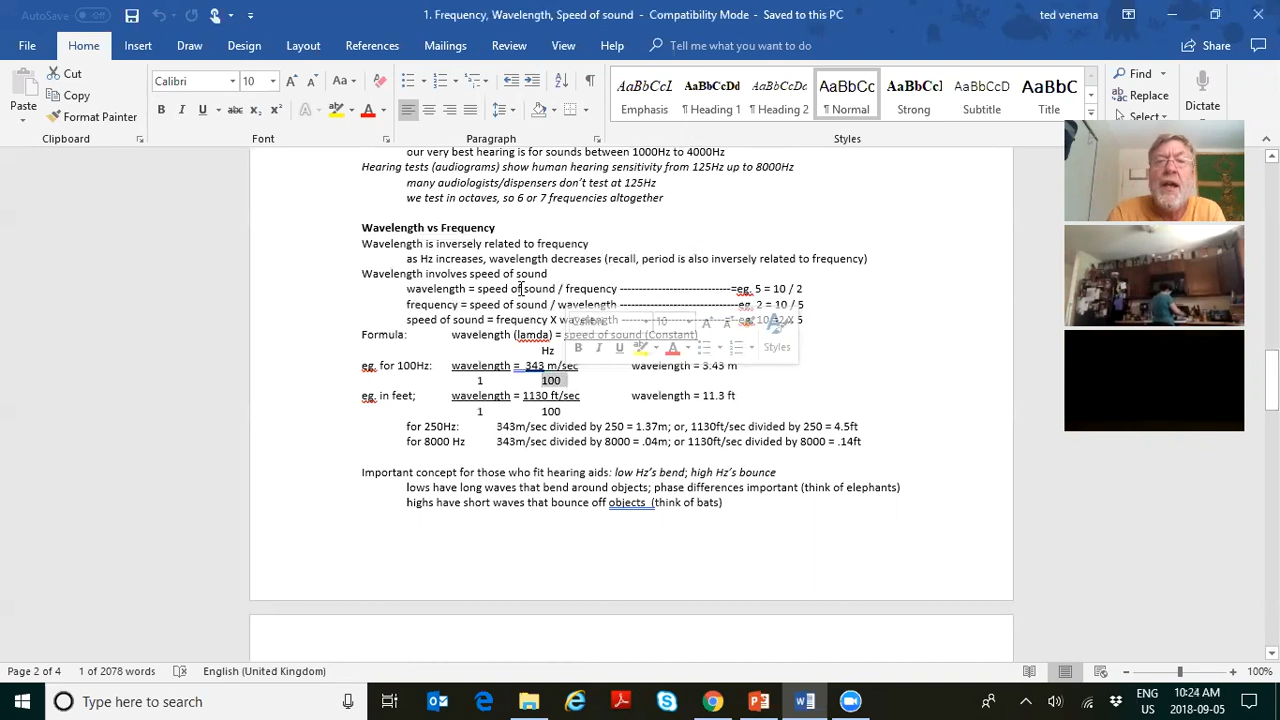 AutoSave Off
1. Frequency, Wavelength, Speed of sound - Compatibility Mode - Saved to this PC
ted venema
File Home Insert Draw Design Layout References Mailings Review View Help Tell me what you want to do
Share
Paste
Cut
Copy
Format Painter
Clipboard
Calibri 10
Font
Paragraph
AaBbCcL AaBbCcDd AaBbCcDc AaBbCc AaBbCcI AaBbCcDd AaBbCc
Emphasis ¶ Heading 1 ¶ Heading 2 ¶ Normal Strong Subtitle Title
Styles
Find
Replace
Select
Dictate
our very best hearing is for sounds between 1000Hz to 4000Hz
Hearing tests (audiograms) show human hearing sensitivity from 125Hz up to 8000Hz
many audiologists/dispensers don't test at 125Hz
we test in octaves, so 6 or 7 frequencies altogether
Wavelength vs Frequency
Wavelength is inversely related to frequency
as Hz increases, wavelength decreases (recall, period is also inversely related to frequency)
Wavelength involves speed of sound
wavelength = speed of sound / frequency ----------------------------=eg. 5 = 10 / 2
frequency = speed of sound / wavelength -------------------------------eg. 2 = 10 / 5
speed of sound = frequency X wavelength
Formula: wavelength (lamda) = speed of sound (Constant)
Hz
eg. for 100Hz: wavelength = 343 m/sec wavelength = 3.43 m
1 100
eg. in feet; wavelength = 1130 ft/sec wavelength = 11.3 ft
1 100
for 250Hz: 343m/sec divided by 250 = 1.37m; or, 1130ft/sec divided by 250 = 4.5ft
for 8000 Hz 343m/sec divided by 8000 = .04m; or 1130ft/sec divided by 8000 = .14ft
Important concept for those who fit hearing aids: low Hz's bend; high Hz's bounce
lows have long waves that bend around objects; phase differences important (think of elephants)
highs have short waves that bounce off objects (think of bats)
Styles
Page 2 of 4 1 of 2078 words English (United Kingdom)
100%
Type here to search
ENG
US
10:24 AM
2018-09-05